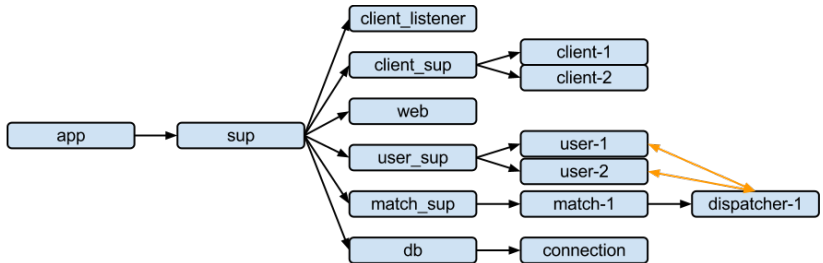 client_listener
client_sup
client-1
client-2
web
app
sup
user_sup
user-1
user-2
match_sup
match-1
dispatcher-1
db
connection